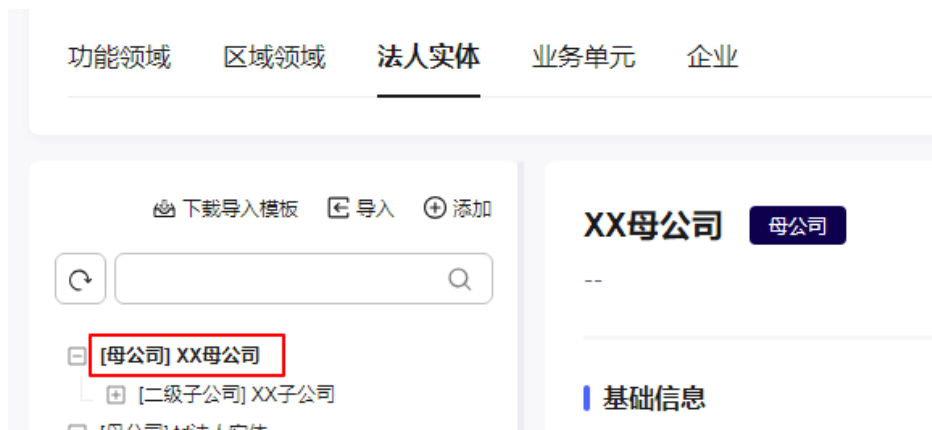 功能领域 区域领域 法人实体 业务单元 企业
下载导入模板 导入 添加
XX母公司 母公司
--
[母公司] XX母公司
[二级子公司] XX子公司
基础信息